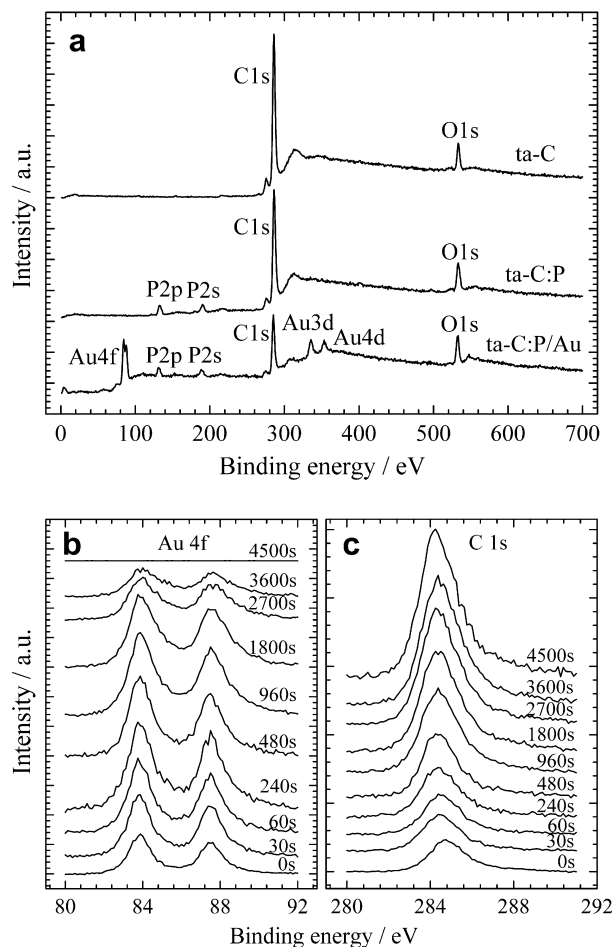 a
C1s
O1s
ta-C
C1s
P2p P2s
O1s
ta-C:P
Au4f
P2p P2s
C1s
Au3d
Au4d
O1s
ta-C:P/Au
Intensity / a.u.
0 100 200 300 400 500 600 700
Binding energy / eV
b
Au 4f
4500s
3600s
2700s
1800s
960s
480s
240s
60s
30s
0s
80 84 88 92
c
C 1s
4500s
3600s
2700s
1800s
960s
480s
240s
60s
30s
0s
280 284 288 292
Intensity / a.u.
Binding energy / eV